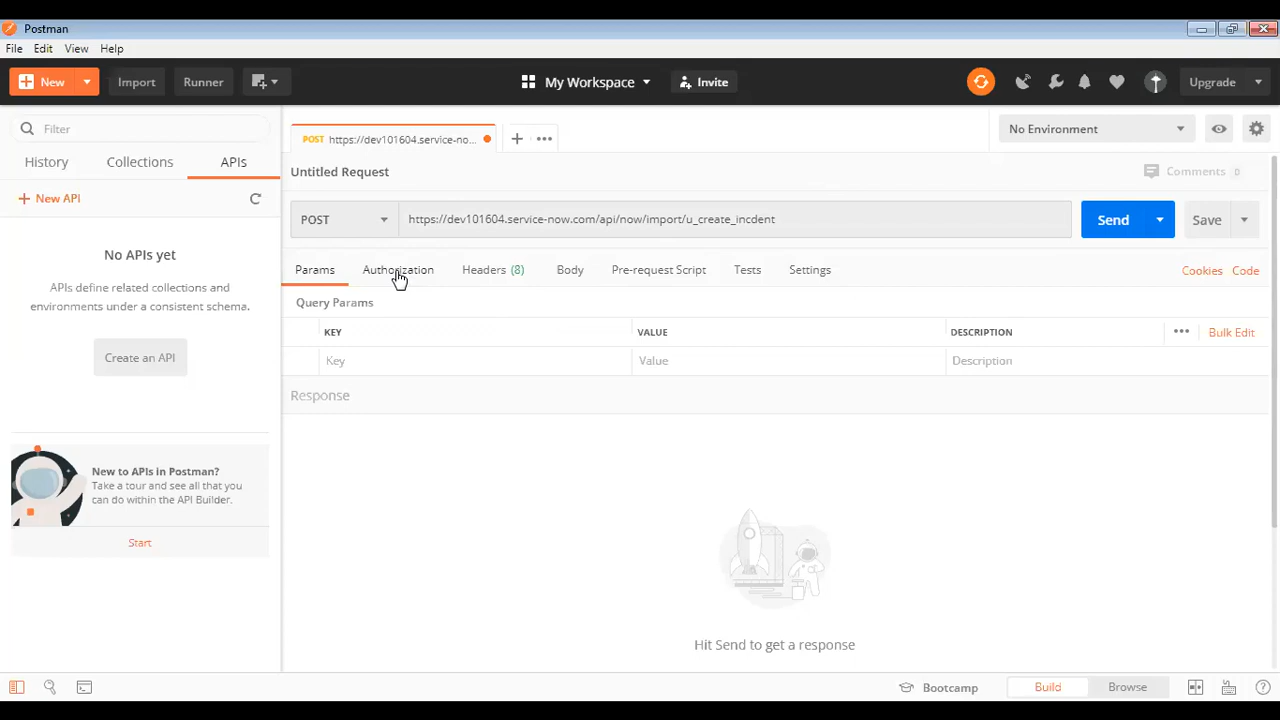 Postman
File Edit View Help
New Import Runner My Workspace Invite Upgrade
Filter
History Collections APIs
New API
No APIs yet
APIs define related collections and
environments under a consistent schema.
Create an API
New to APIs in Postman?
Take a tour and see all that you
can do within the API Builder.
Start
POST https://dev101604.service-no...
No Environment
Untitled Request
Comments 0
POST https://dev101604.service-now.com/api/now/import/u_create_incdent Send Save
Params Authorization Headers (8) Body Pre-request Script Tests Settings Cookies Code
Query Params
KEY VALUE DESCRIPTION Bulk Edit
Key Value Description
Response
Hit Send to get a response
Bootcamp Build Browse